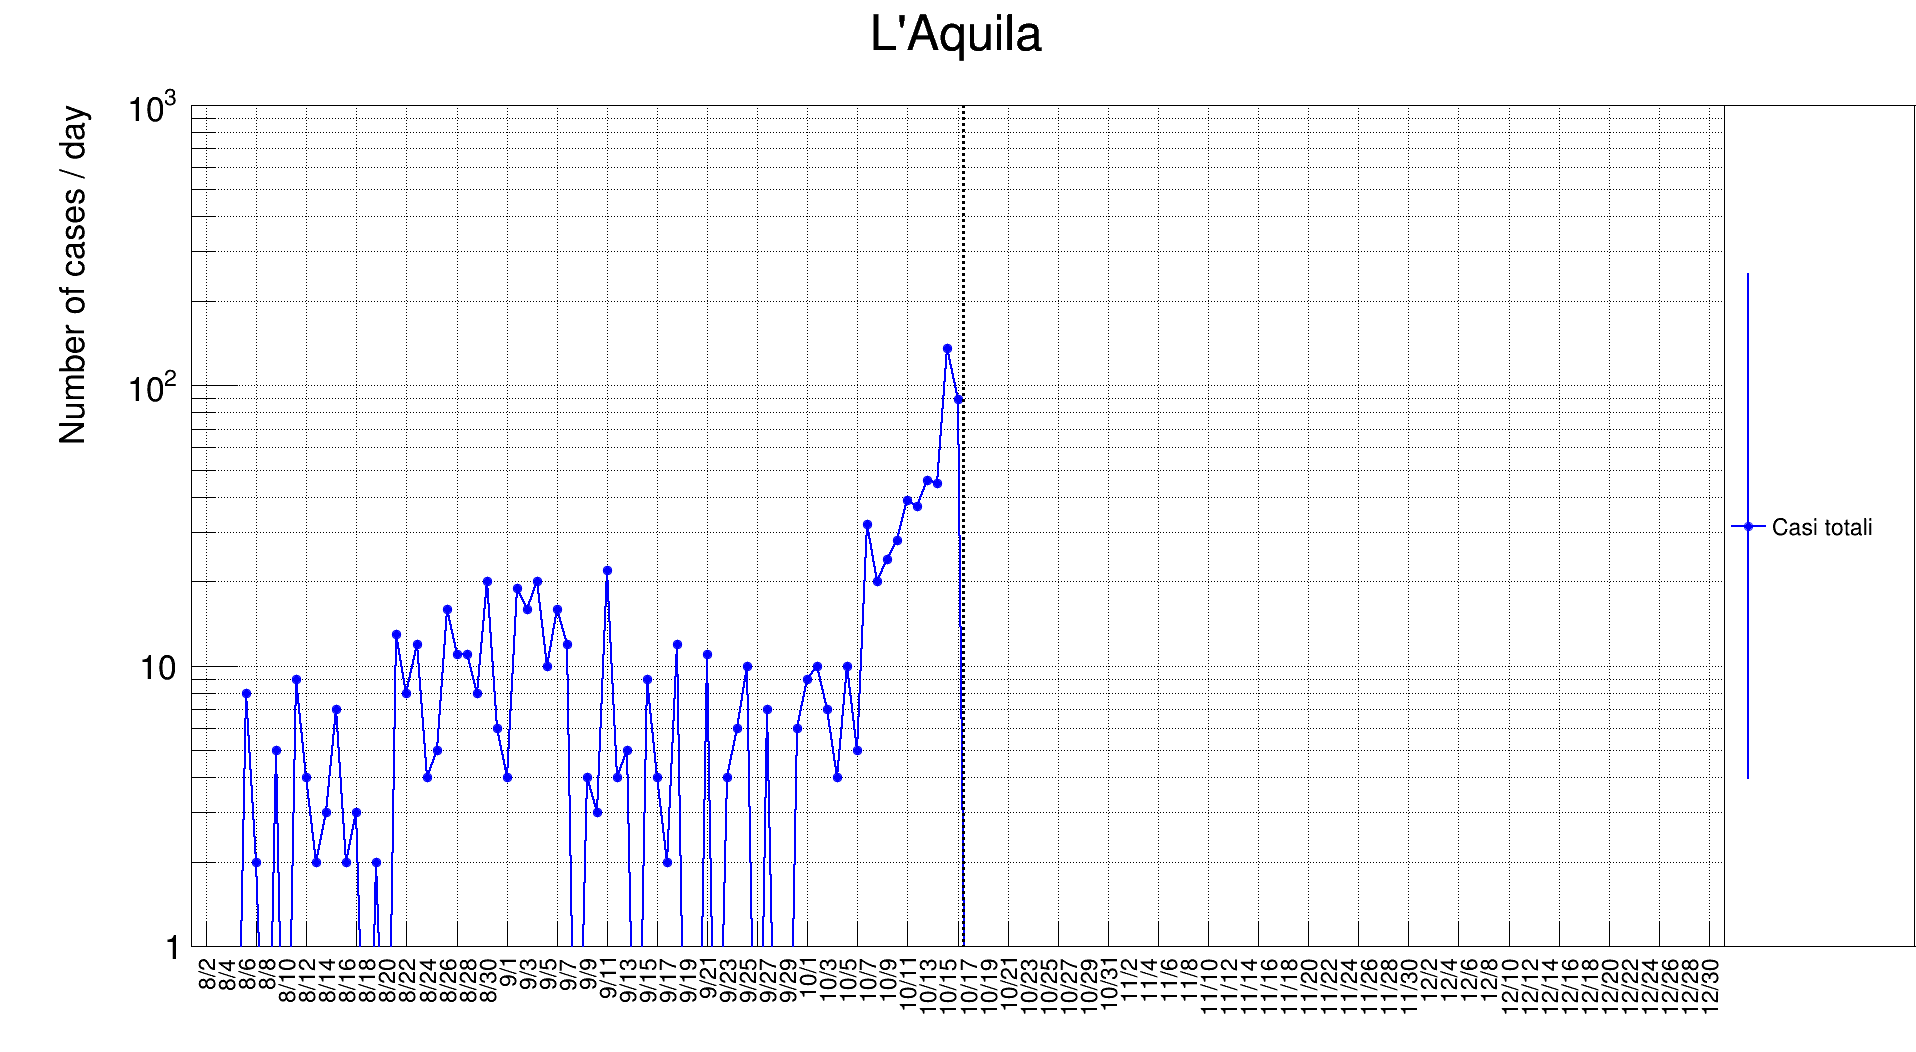 L'Aquila
Number of cases / day
10³
10²
10
1
8/2 8/4 8/6 8/8 8/10 8/12 8/14 8/16 8/18 8/20 8/22 8/24 8/26 8/28 8/30 9/1 9/3 9/5 9/7 9/9 9/11 9/13 9/15 9/17 9/19 9/21 9/23 9/25 9/27 9/29 10/1 10/3 10/5 10/7 10/9 10/11 10/13 10/15 10/17 10/19 10/21 10/23 10/25 10/27 10/29 10/31 11/2 11/4 11/6 11/8 11/10 11/12 11/14 11/16 11/18 11/20 11/22 11/24 11/26 11/28 11/30 12/2 12/4 12/6 12/8 12/10 12/12 12/14 12/16 12/18 12/20 12/22 12/24 12/26 12/28 12/30
Casi totali